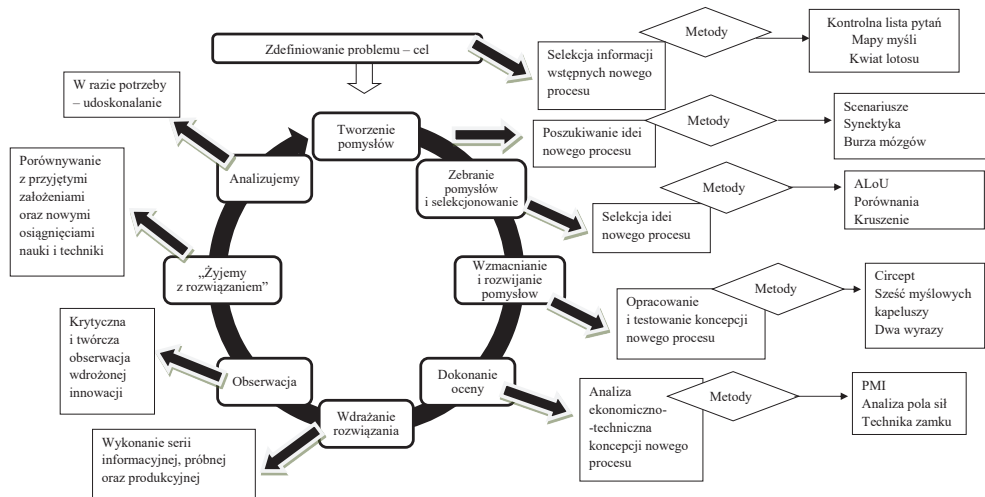 Zdefiniowanie problemu – cel
Selekcja informacji
wstępnych nowego
procesu
Metody
Kontrolna lista pytań
Mapy myśli
Kwiat lotosu
W razie potrzeby
– udoskonalanie
Tworzenie
pomysłów
Poszukiwanie idei
nowego procesu
Metody
Scenariusze
Synektyka
Burza mózgów
Porównywanie
z przyjętymi
założeniami
oraz nowymi
osiągnięciami
nauki i techniki
Analizujemy
Zebranie
pomysłów
i selekcjonowanie
Selekcja idei
nowego procesu
Metody
ALoU
Porównania
Kruszenie
„Żyjemy
z rozwiązaniem”
Wzmacnianie
i rozwijanie
pomysłów
Opracowanie
i testowanie koncepcji
nowego procesu
Metody
Circept
Sześć myślowych
kapeluszy
Dwa wyrazy
Krytyczna
i twórcza
obserwacja
wdrożonej
innowacji
Obserwacja
Dokonanie
oceny
Analiza
ekonomiczno-
-techniczna
koncepcji nowego
procesu
Metody
PMI
Analiza pola sił
Technika zamku
Wdrażanie
rozwiązania
Wykonanie serii
informacyjnej, próbnej
oraz produkcyjnej